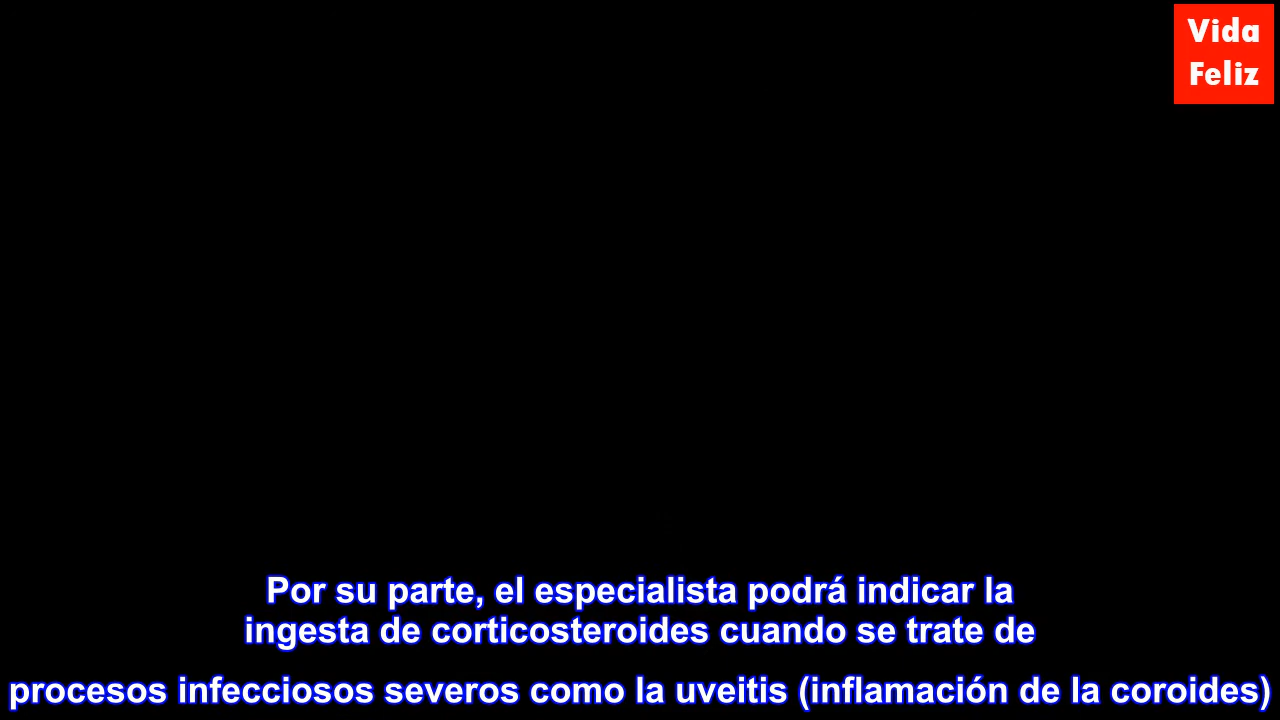 Vida
Feliz
Por su parte, el especialista podrá indicar la
ingesta de corticosteroides cuando se trate de
procesos infecciosos severos como la uveitis (inflamación de la coroides)